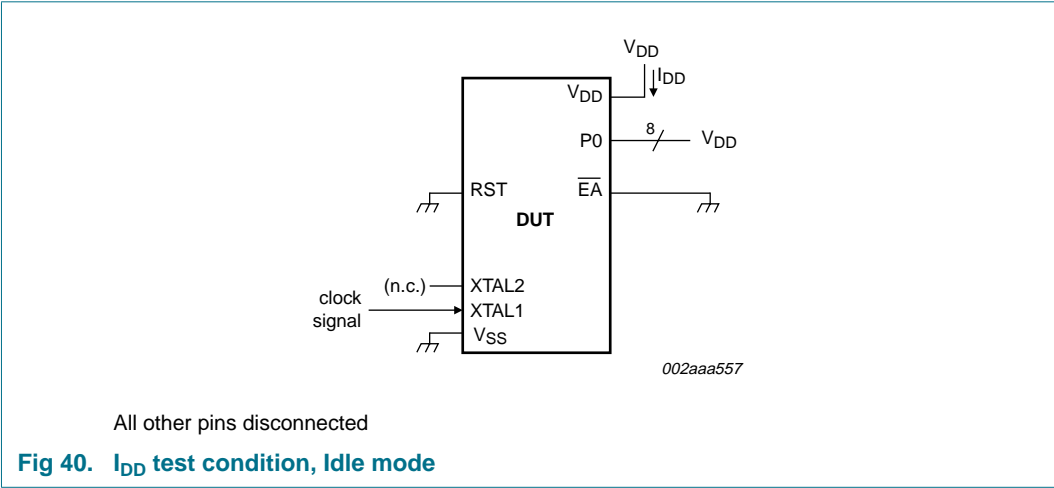 VDD
IDD
VDD
P0
8
VDD
RST
EA
DUT
(n.c.)
XTAL2
clock
signal
XTAL1
VSS
002aaa557
All other pins disconnected
Fig 40. IDD test condition, Idle mode